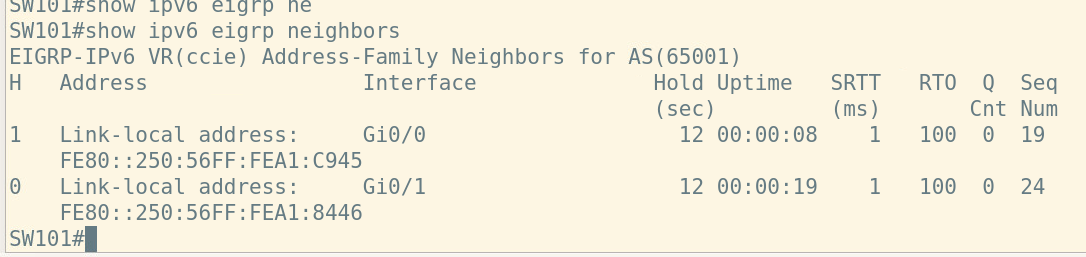 SW101#show ipv6 eigrp ne
SW101#show ipv6 eigrp neighbors
EIGRP-IPv6 VR(ccie) Address-Family Neighbors for AS(65001)
H   Address                 Interface              Hold Uptime   SRTT   RTO  Q  Seq
                                                   (sec)         (ms)       Cnt Num
1   Link-local address:     Gi0/0                    12 00:00:08    1   100  0  19
    FE80::250:56FF:FEA1:C945
0   Link-local address:     Gi0/1                    12 00:00:19    1   100  0  24
    FE80::250:56FF:FEA1:8446
SW101#